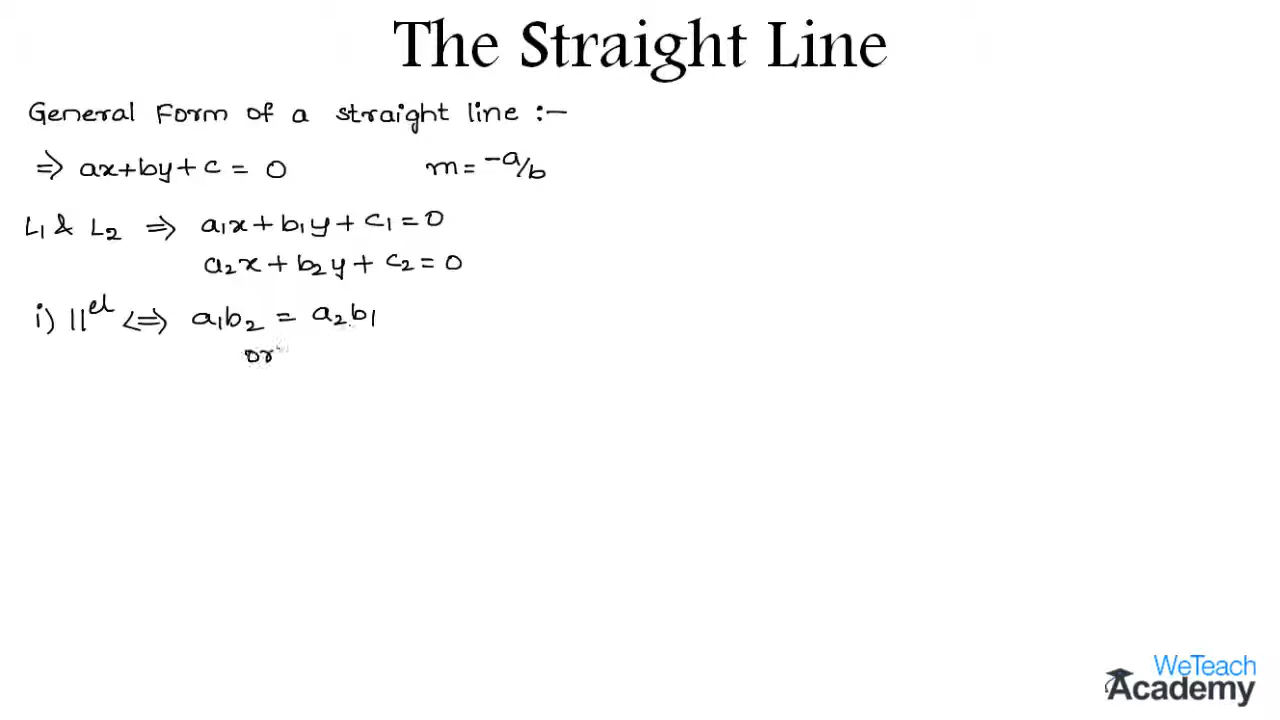 The Straight Line
General Form of a straight line :-
⇒ ax+by+c = 0 m = -a/b
L₁ & L₂ ⇒ a₁x + b₁y + c₁ = 0
a₂x + b₂y + c₂ = 0
i) ||el ⇔ a₁b₂ = a₂b₁
or
WeTeach
Academy